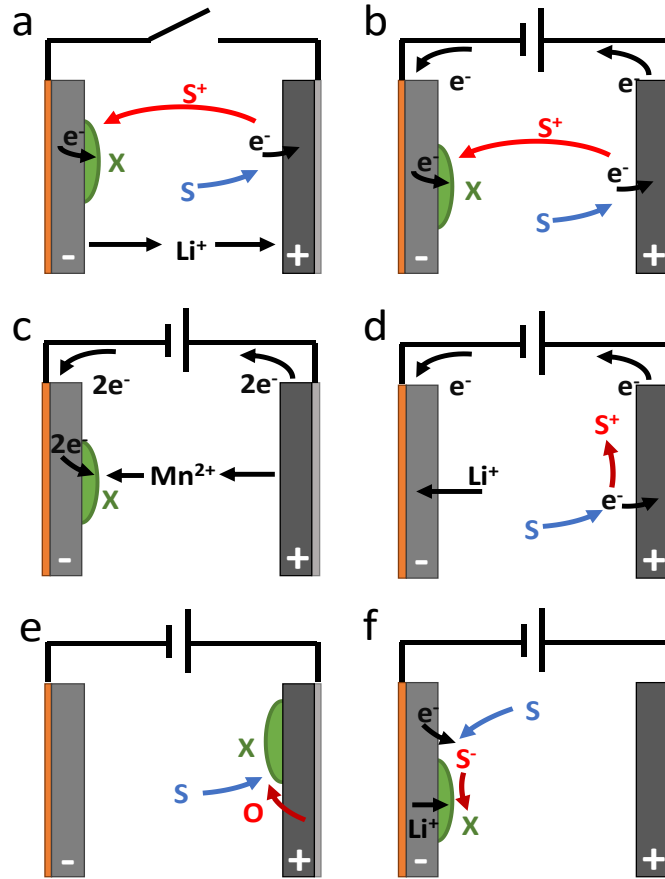 a
S⁺
e⁻
e⁻
X
S
Li⁺
-
+
b
e⁻
e⁻
S⁺
e⁻
e⁻
X
S
-
+
c
2e⁻
2e⁻
2e⁻
Mn²⁺
X
-
+
d
e⁻
e⁻
S⁺
Li⁺
e⁻
S
-
+
e
X
S
O
-
+
f
e⁻
S
S⁻
Li⁺
X
-
+